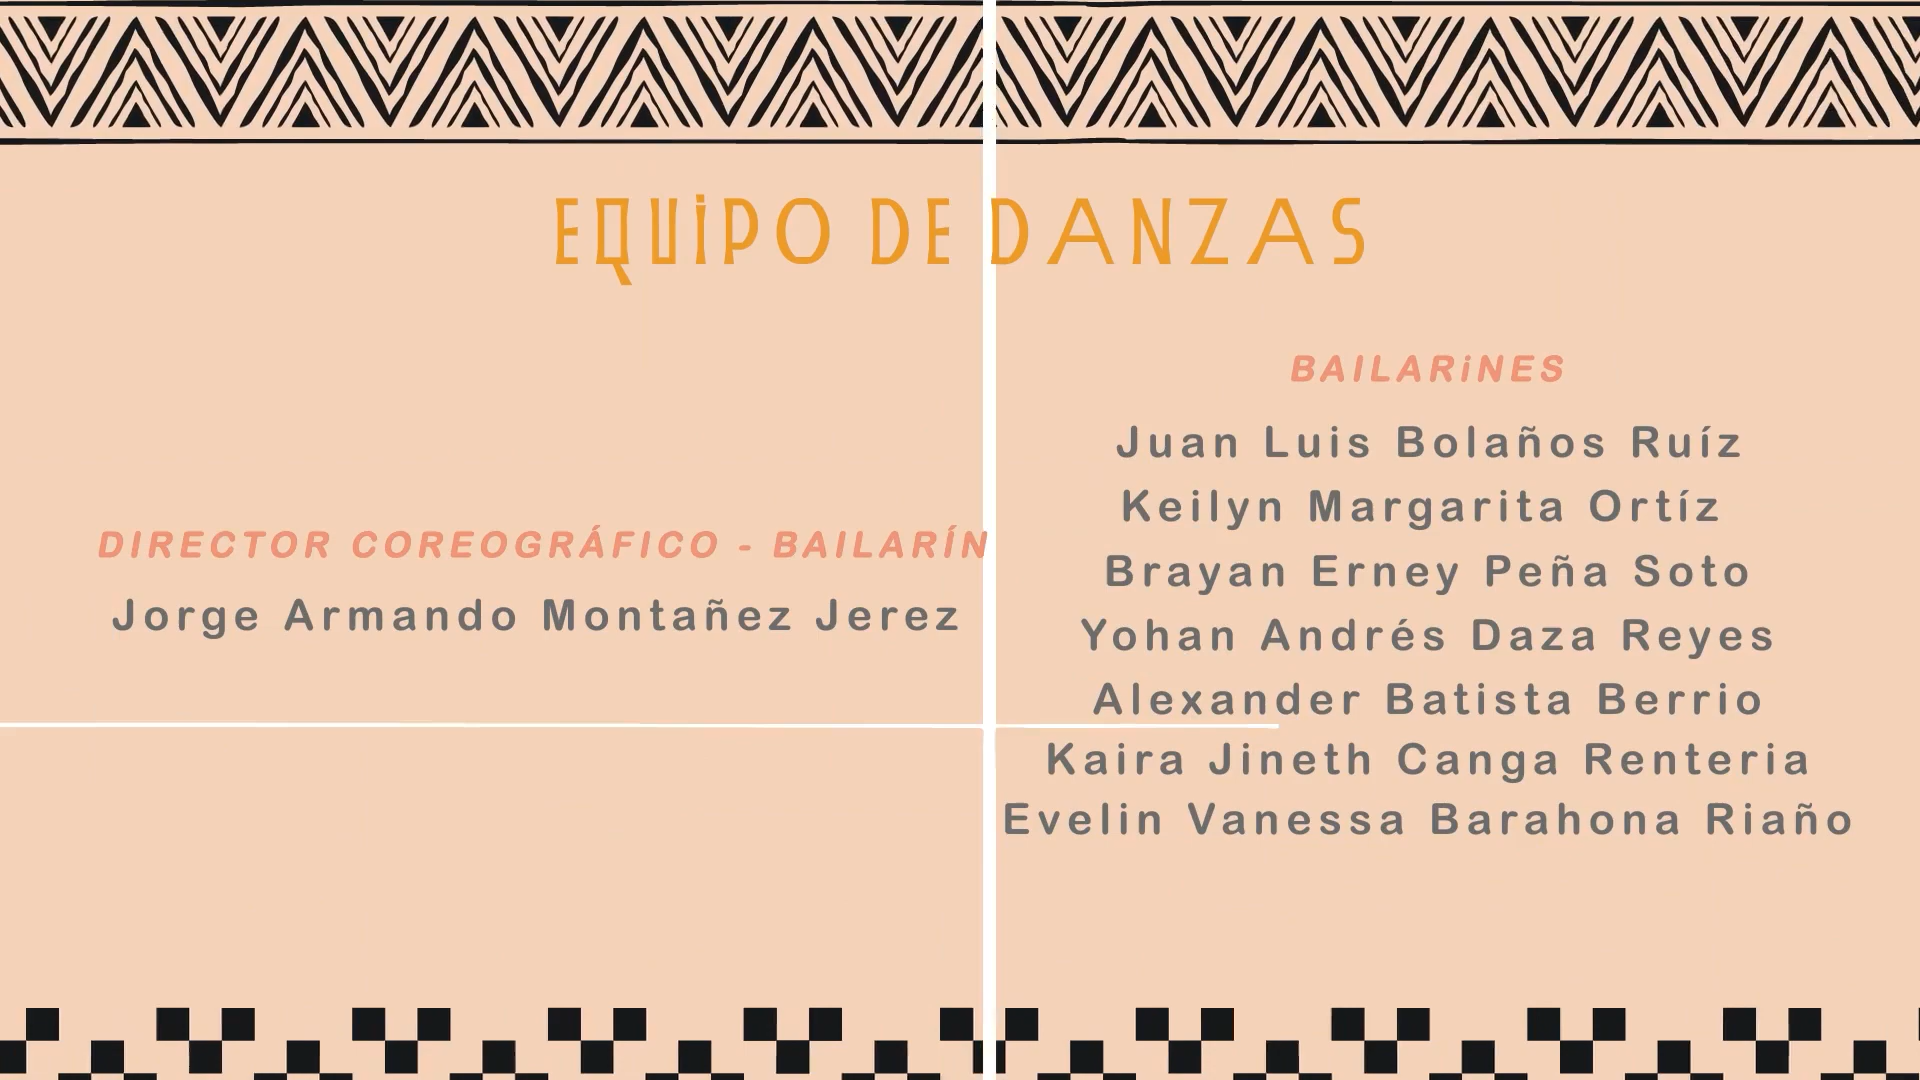 EQUiPO DE DANZAS
DIRECTOR COREOGRÁFICO - BAILARÍN
Jorge Armando Montañez Jerez
BAILARiNES
Juan Luis Bolaños Ruíz
Keilyn Margarita Ortíz
Brayan Erney Peña Soto
Yohan Andrés Daza Reyes
Alexander Batista Berrio
Kaira Jineth Canga Renteria
Evelin Vanessa Barahona Riaño